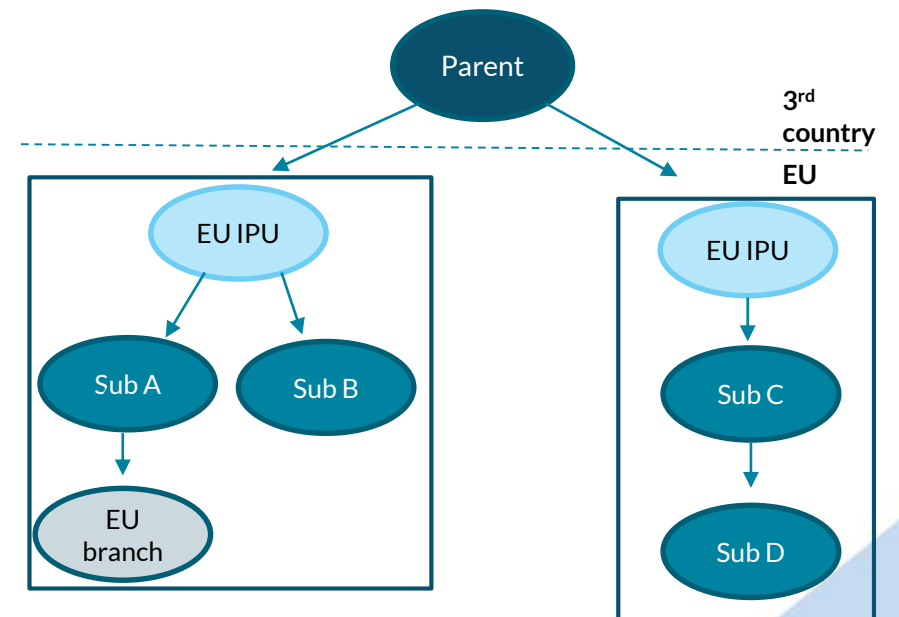 Parent
3rd
country
EU
EU IPU
EU IPU
Sub A
Sub B
Sub C
EU
branch
Sub D